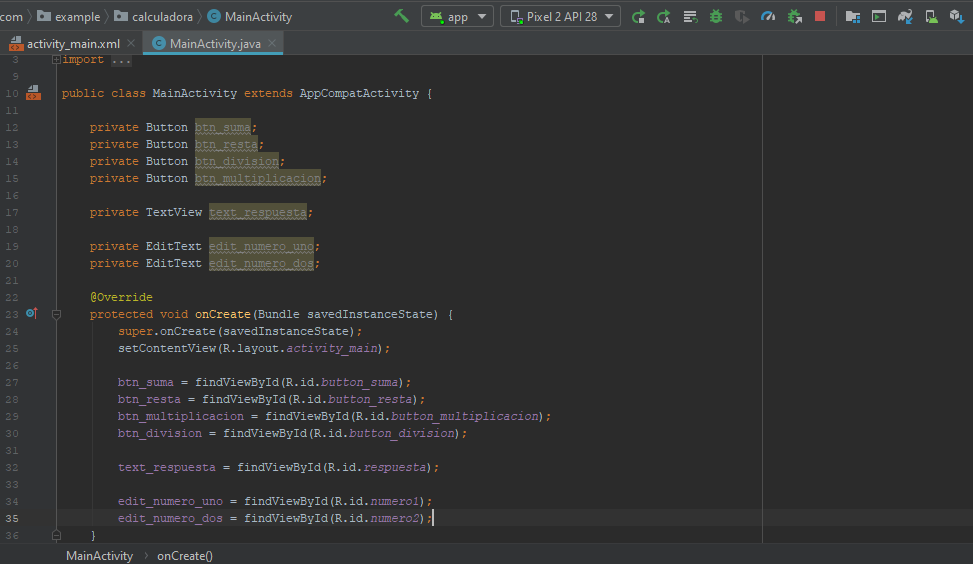 com example calculadora MainActivity app Pixel 2 API 28
activity_main.xml MainActivity.java
3 import ...
9
10 public class MainActivity extends AppCompatActivity {
11
12 private Button btn_suma;
13 private Button btn_resta;
14 private Button btn_division;
15 private Button btn_multiplicacion;
16
17 private TextView text_respuesta;
18
19 private EditText edit_numero_uno;
20 private EditText edit_numero_dos;
21
22 @Override
23 protected void onCreate(Bundle savedInstanceState) {
24 super.onCreate(savedInstanceState);
25 setContentView(R.layout.activity_main);
26
27 btn_suma = findViewById(R.id.button_suma);
28 btn_resta = findViewById(R.id.button_resta);
29 btn_multiplicacion = findViewById(R.id.button_multiplicacion);
30 btn_division = findViewById(R.id.button_division);
31
32 text_respuesta = findViewById(R.id.respuesta);
33
34 edit_numero_uno = findViewById(R.id.numero1);
35 edit_numero_dos = findViewById(R.id.numero2);
36 }
MainActivity onCreate()